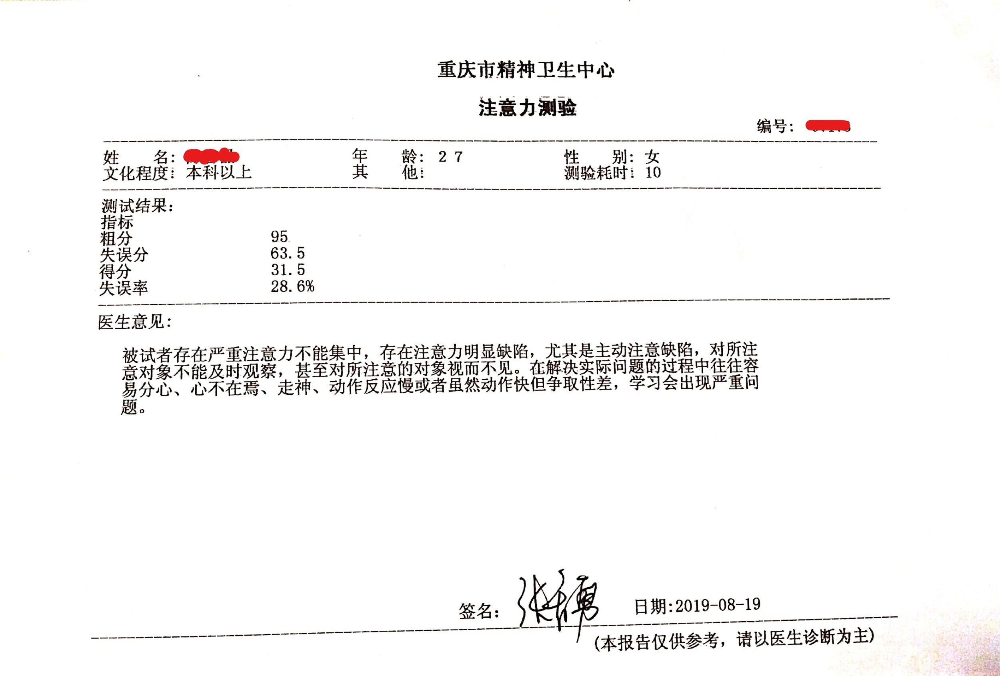 重庆市精神卫生中心
注意力测验
编号:
姓 名: 年 龄: 27 性 别: 女
文化程度: 本科以上 其 他: 测验耗时: 10
测试结果:
指标
粗分 95
失误分 63.5
得分 31.5
失误率 28.6%
医生意见:
被试者存在严重注意力不能集中，存在注意力明显缺陷，尤其是主动注意缺陷，对所注
意对象不能及时观察，甚至对所注意的对象视而不见。在解决实际问题的过程中往往容
易分心、心不在焉、走神、动作反应慢或者虽然动作快但争取性差，学习会出现严重问
题。
签名: 日期:2019-08-19
(本报告仅供参考，请以医生诊断为主)